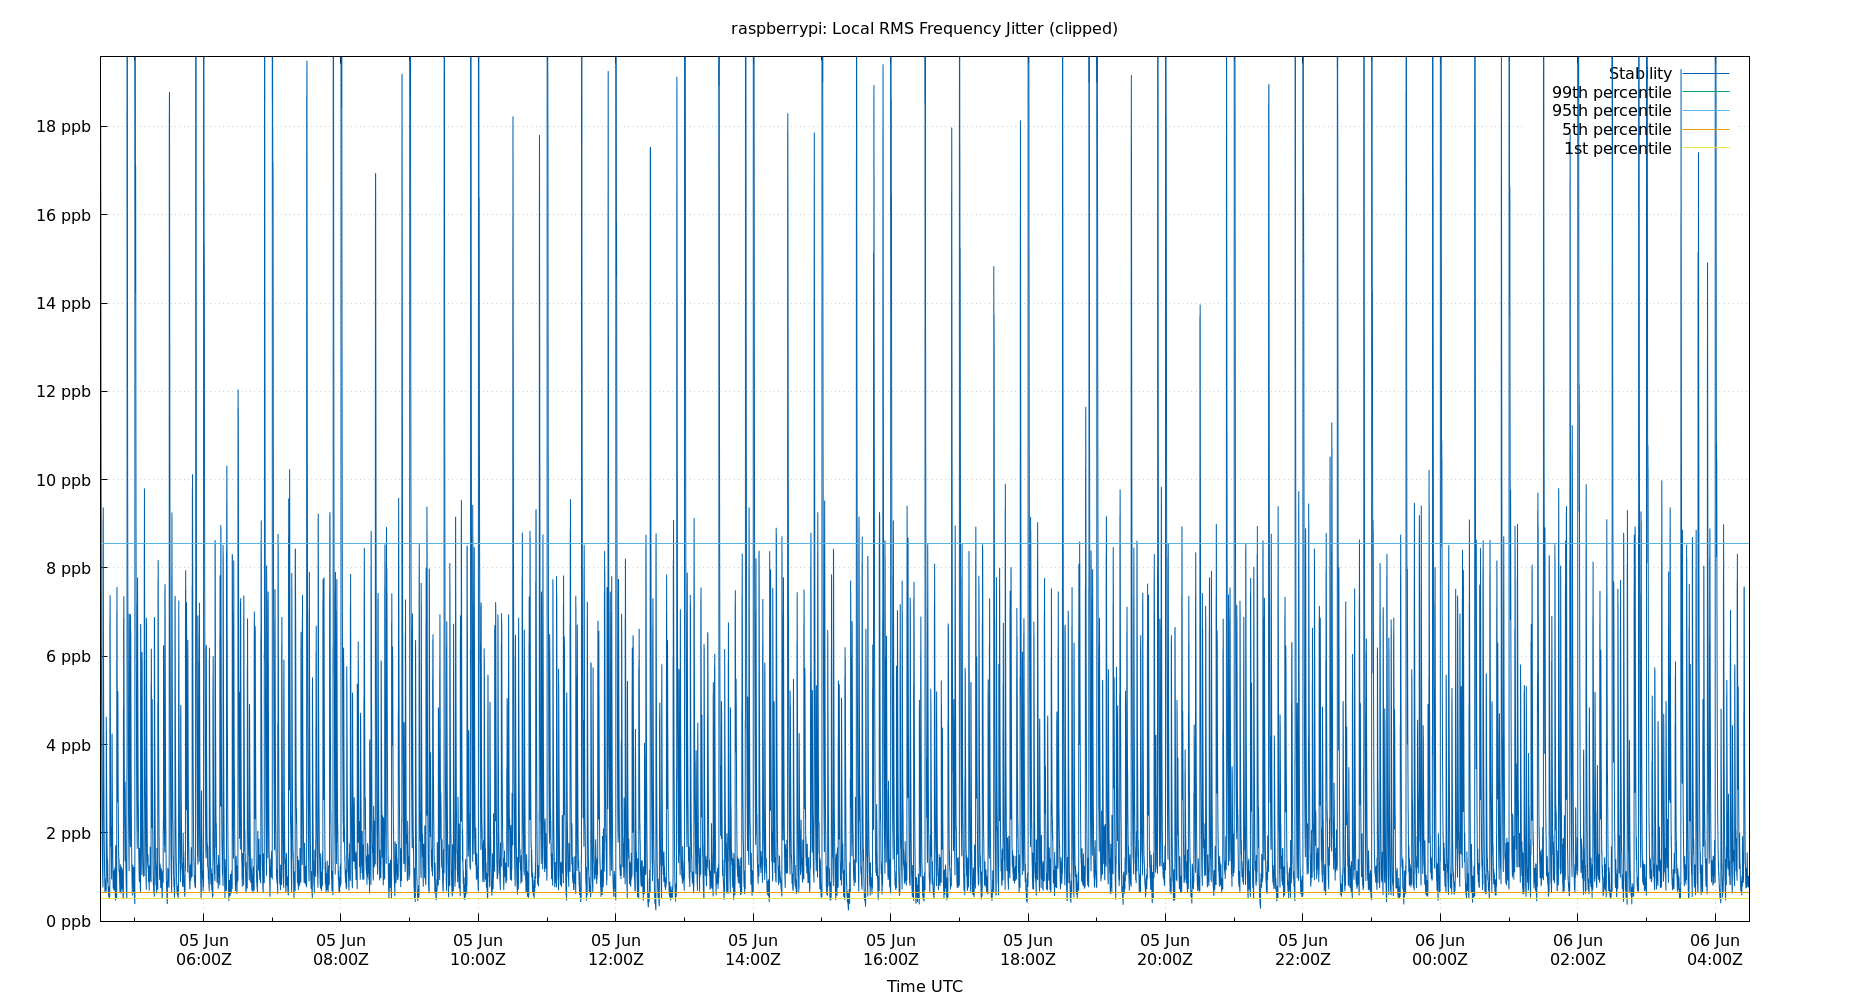 raspberrypi: Local RMS Frequency Jitter (clipped)
Stability
99th percentile
95th percentile
5th percentile
1st percentile
18 ppb
16 ppb
14 ppb
12 ppb
10 ppb
8 ppb
6 ppb
4 ppb
2 ppb
0 ppb
05 Jun 05 Jun 05 Jun 05 Jun 05 Jun 05 Jun 05 Jun 05 Jun 05 Jun 06 Jun 06 Jun 06 Jun
06:00Z 08:00Z 10:00Z 12:00Z 14:00Z 16:00Z 18:00Z 20:00Z 22:00Z 00:00Z 02:00Z 04:00Z
Time UTC